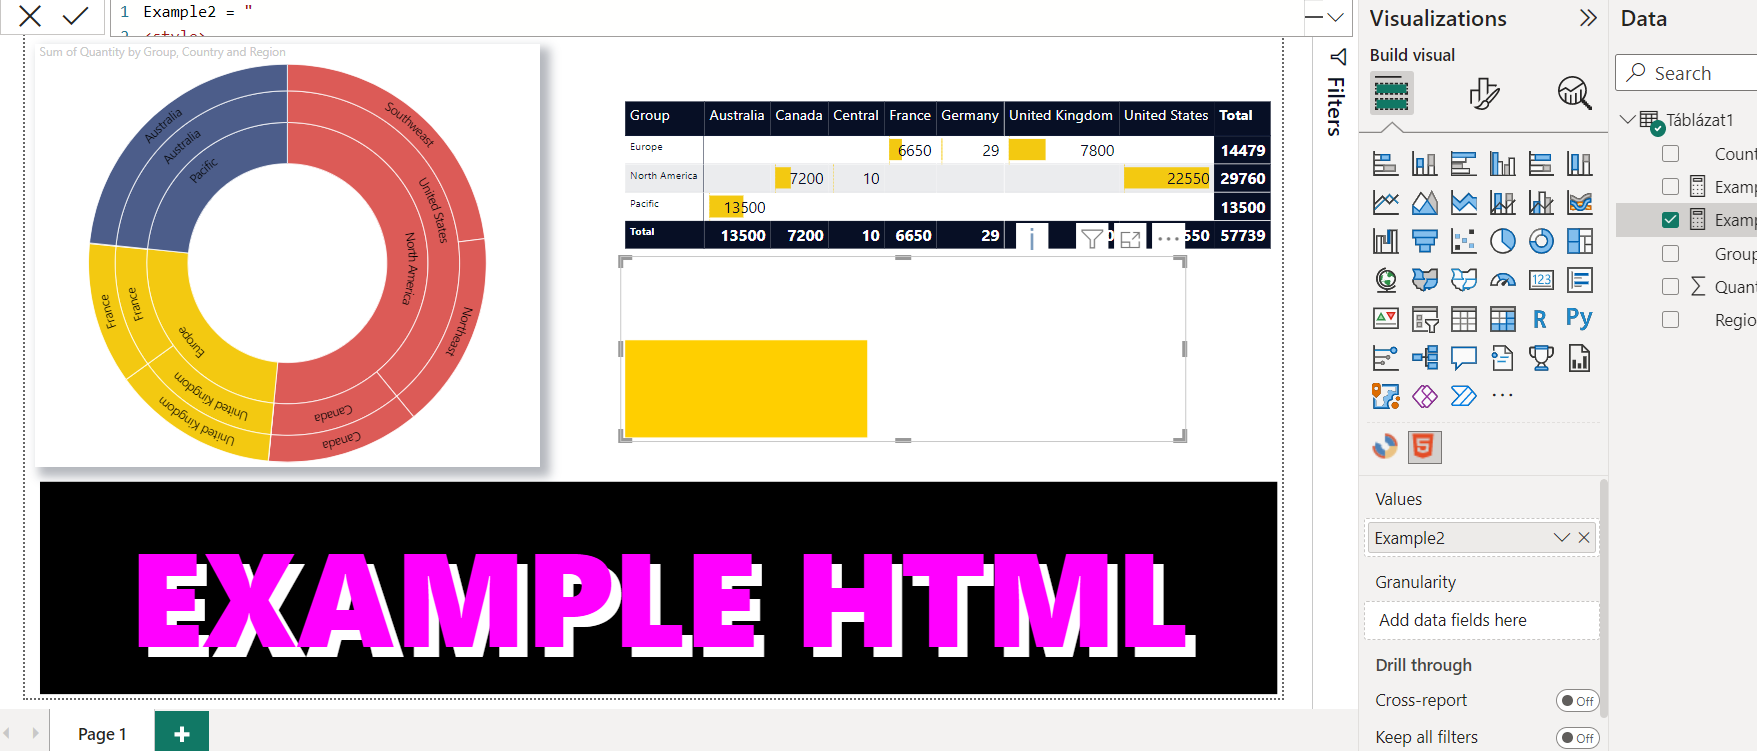 1 Example2 = "
2 <style>
Sum of Quantity by Group, Country and Region
Australia
Australia
Pacific
Southwest
United States
North America
Northeast
Canada
Canada
France
France
Europe
United Kingdom
United Kingdom
Group Australia Canada Central France Germany United Kingdom United States Total
Europe 6650 29 7800 14479
North America 7200 10 22550 29760
Pacific 13500 13500
Total 13500 7200 10 6650 29 0 550 57739
EXAMPLE HTML
Page 1
Filters
Visualizations
Build visual
123
R
Py
5
Values
Example2
Granularity
Add data fields here
Drill through
Cross-report Off
Keep all filters Off
Data
Search
Táblázat1
Count
Examp
Examp
Group
Quant
Regio